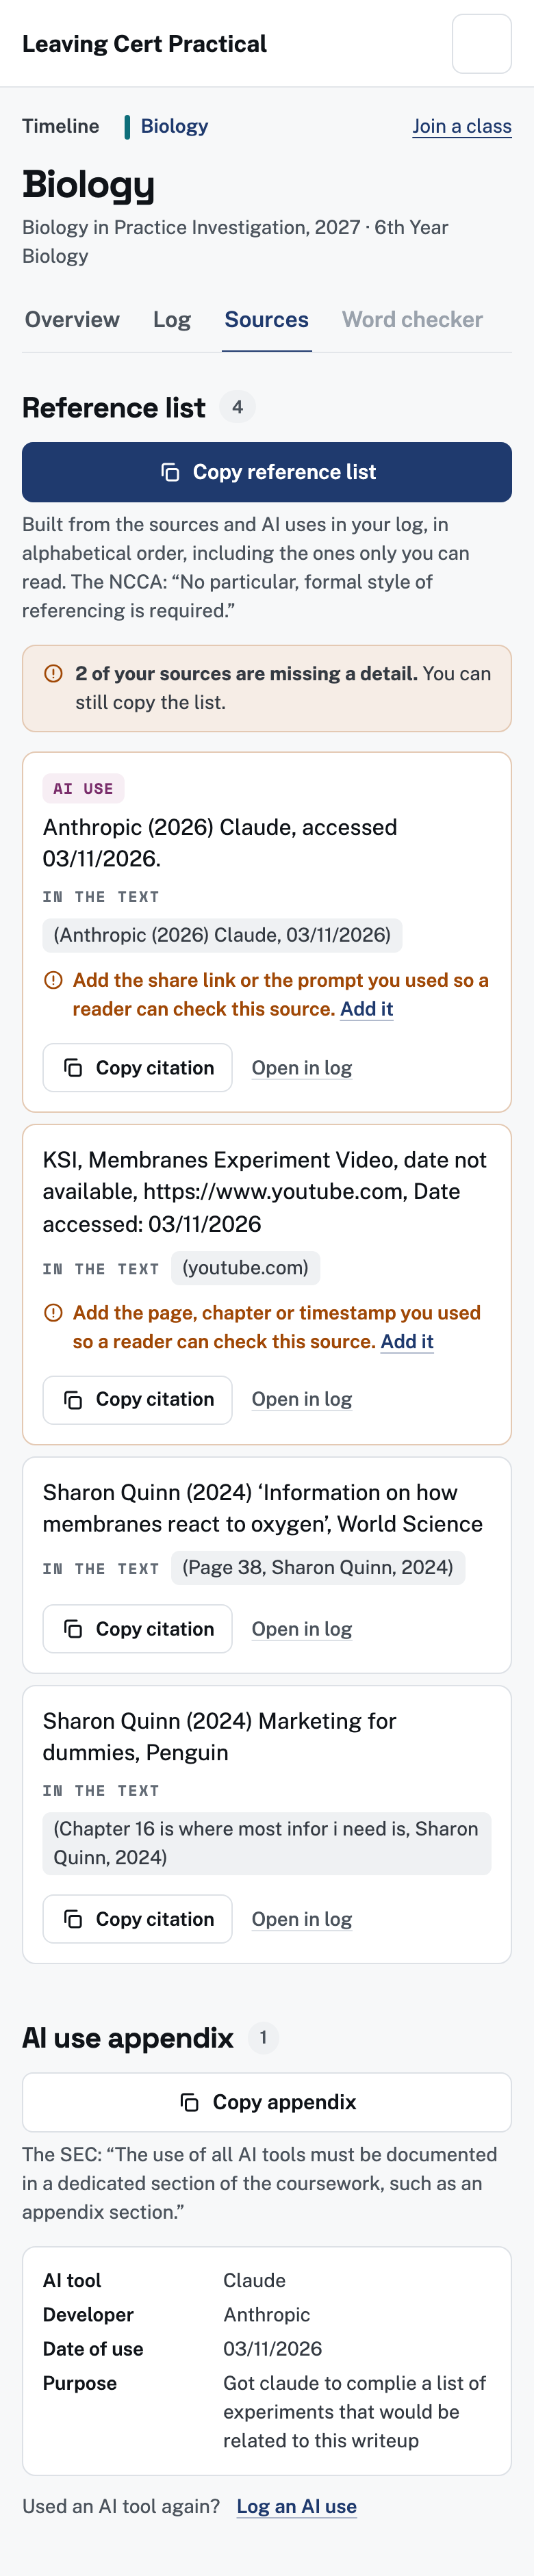 Leaving Cert Practical
Timeline
Biology
Join a class
Biology
Biology in Practice Investigation, 2027 · 6th Year
Biology
Overview
Log
Sources
Word checker
Reference list
4
Copy reference list
Built from the sources and AI uses in your log, in
alphabetical order, including the ones only you can
read. The NCCA: “No particular, formal style of
referencing is required.”
2 of your sources are missing a detail. You can
still copy the list.
AI USE
Anthropic (2026) Claude, accessed
03/11/2026.
IN THE TEXT
(Anthropic (2026) Claude, 03/11/2026)
Add the share link or the prompt you used so a
reader can check this source. Add it
Copy citation
Open in log
KSI, Membranes Experiment Video, date not
available, https://www.youtube.com, Date
accessed: 03/11/2026
IN THE TEXT
(youtube.com)
Add the page, chapter or timestamp you used
so a reader can check this source. Add it
Copy citation
Open in log
Sharon Quinn (2024) ‘Information on how
membranes react to oxygen’, World Science
IN THE TEXT
(Page 38, Sharon Quinn, 2024)
Copy citation
Open in log
Sharon Quinn (2024) Marketing for
dummies, Penguin
IN THE TEXT
(Chapter 16 is where most infor i need is, Sharon
Quinn, 2024)
Copy citation
Open in log
AI use appendix
1
Copy appendix
The SEC: “The use of all AI tools must be documented
in a dedicated section of the coursework, such as an
appendix section.”
AI tool
Claude
Developer
Anthropic
Date of use
03/11/2026
Purpose
Got claude to complie a list of
experiments that would be
related to this writeup
Used an AI tool again?
Log an AI use